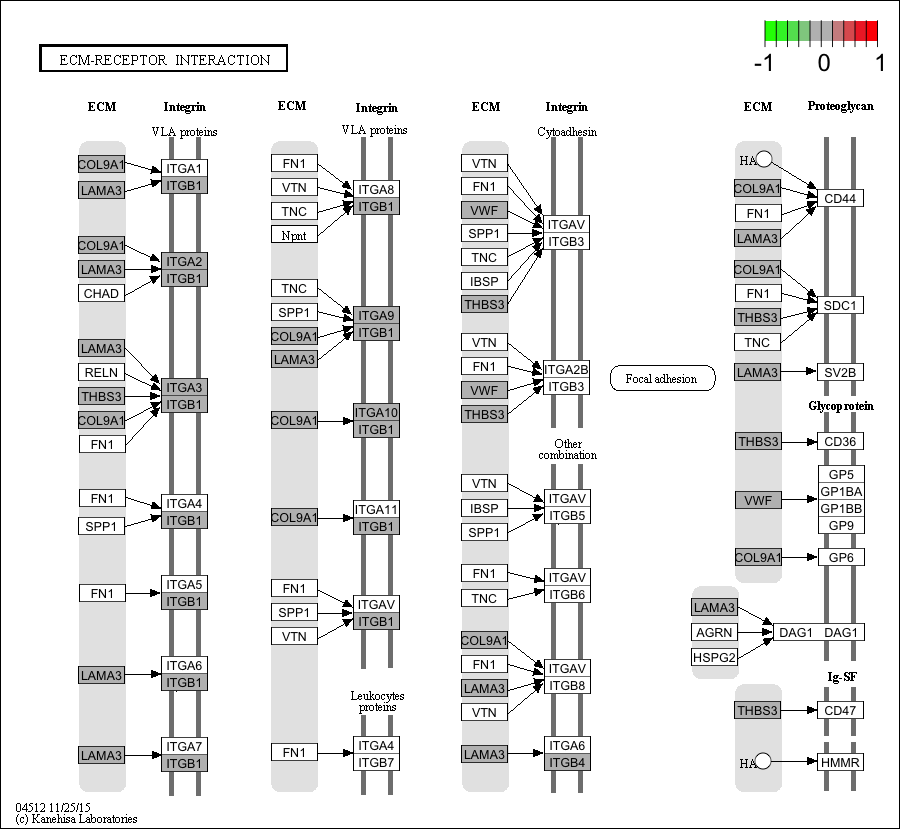 ECM-RECEPTOR INTERACTION
-1 0 1
ECM Integrin
VLA proteins
COL9A1
LAMA3
ITGA1
ITGB1
COL9A1
LAMA3
CHAD
ITGA2
ITGB1
LAMA3
RELN
THBS3
COL9A1
FN1
ITGA3
ITGB1
FN1
SPP1
ITGA4
ITGB1
FN1
ITGA5
ITGB1
LAMA3
ITGA6
ITGB1
LAMA3
ITGA7
ITGB1
ECM Integrin
VLA proteins
FN1
VTN
TNC
Npnt
ITGA8
ITGB1
TNC
SPP1
COL9A1
LAMA3
ITGA9
ITGB1
COL9A1
ITGA10
ITGB1
COL9A1
ITGA11
ITGB1
FN1
SPP1
VTN
ITGAV
ITGB1
Leukocytes
proteins
FN1
ITGA4
ITGB7
ECM Integrin
Cytoadhesin
VTN
FN1
VWF
SPP1
TNC
IBSP
THBS3
ITGAV
ITGB3
VTN
FN1
VWF
THBS3
ITGA2B
ITGB3
Other
combination
VTN
IBSP
SPP1
ITGAV
ITGB5
FN1
TNC
ITGAV
ITGB6
COL9A1
FN1
LAMA3
VTN
ITGAV
ITGB8
LAMA3
ITGA6
ITGB4
Focal adhesion
ECM Proteoglycan
HA
COL9A1
FN1
LAMA3
CD44
COL9A1
FN1
THBS3
TNC
SDC1
LAMA3
SV2B
Glycoprotein
THBS3
CD36
VWF
GP5
GP1BA
GP1BB
GP9
COL9A1
GP6
LAMA3
AGRN
HSPG2
DAG1 DAG1
Ig-SF
THBS3
CD47
HA
HMMR
04512 11/25/15
(c) Kanehisa Laboratories